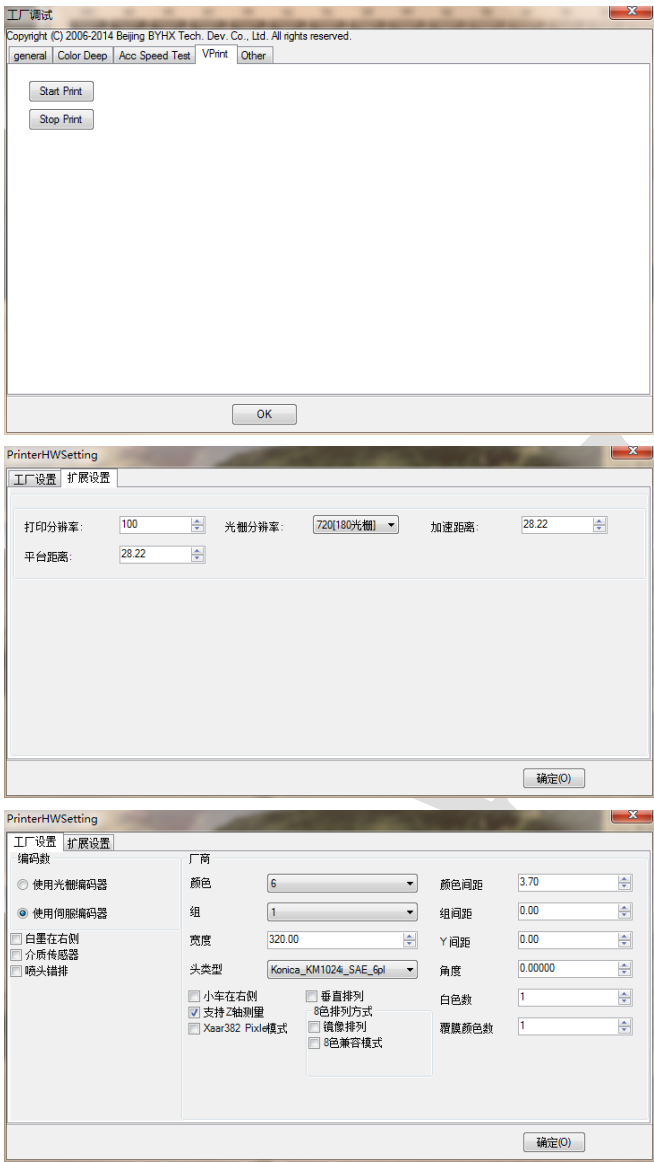 工厂调试
Copyright (C) 2006-2014 Beijing BYHX Tech. Dev. Co., Ltd. All rights reserved.
general Color Deep Acc Speed Test VPrint Other
Start Print
Stop Print
OK
PrinterHWSetting
工厂设置 扩展设置
打印分辨率: 100 光栅分辨率: 720[180光栅] 加速距离: 28.22
平台距离: 28.22
确定(O)
PrinterHWSetting
工厂设置 扩展设置
编码数 厂商
使用光栅编码器 颜色 6 颜色间距 3.70
使用伺服编码器 组 1 组间距 0.00
白墨在右侧 宽度 320.00 Y间距 0.00
介质传感器
喷头错排 头类型 Konica_KM1024i_SAE_6pl 角度 0.00000
小车在右侧 垂直排列 白色数 1
支持Z轴测量 8色排列方式
Xaar382 Pixle模式 镜像排列 覆膜颜色数 1
8色兼容模式
确定(O)